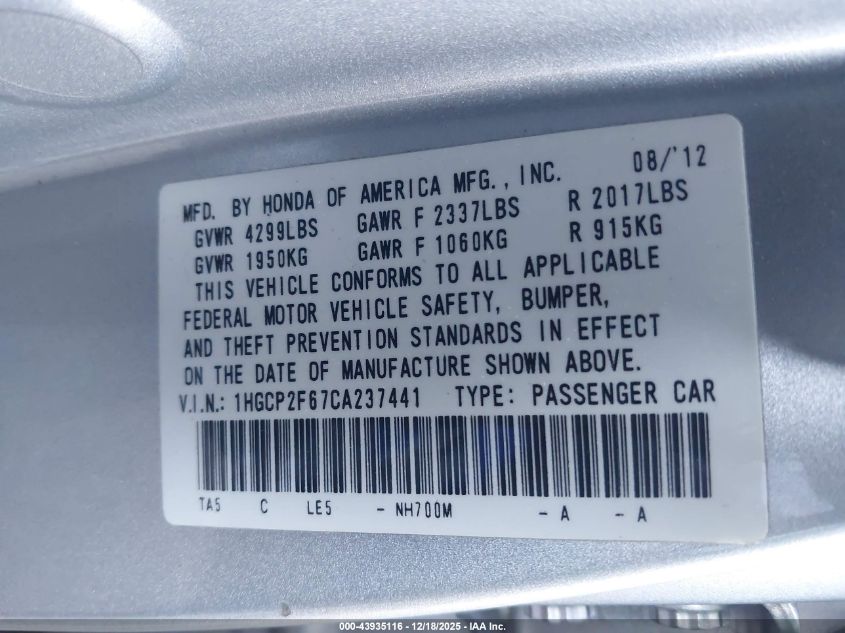 MFD. BY HONDA OF AMERICA MFG., INC. 08/'12
GVWR 4299LBS GAWR F 2337LBS R 2017LBS
GVWR 1950KG GAWR F 1060KG R 915KG
THIS VEHICLE CONFORMS TO ALL APPLICABLE
FEDERAL MOTOR VEHICLE SAFETY, BUMPER,
AND THEFT PREVENTION STANDARDS IN EFFECT
ON THE DATE OF MANUFACTURE SHOWN ABOVE.
V.I.N.: 1HGCP2F67CA237441 TYPE: PASSENGER CAR
TA5 C LE5 - NH700M - A - A
000-43935116 - 12/18/2025 - IAA Inc.